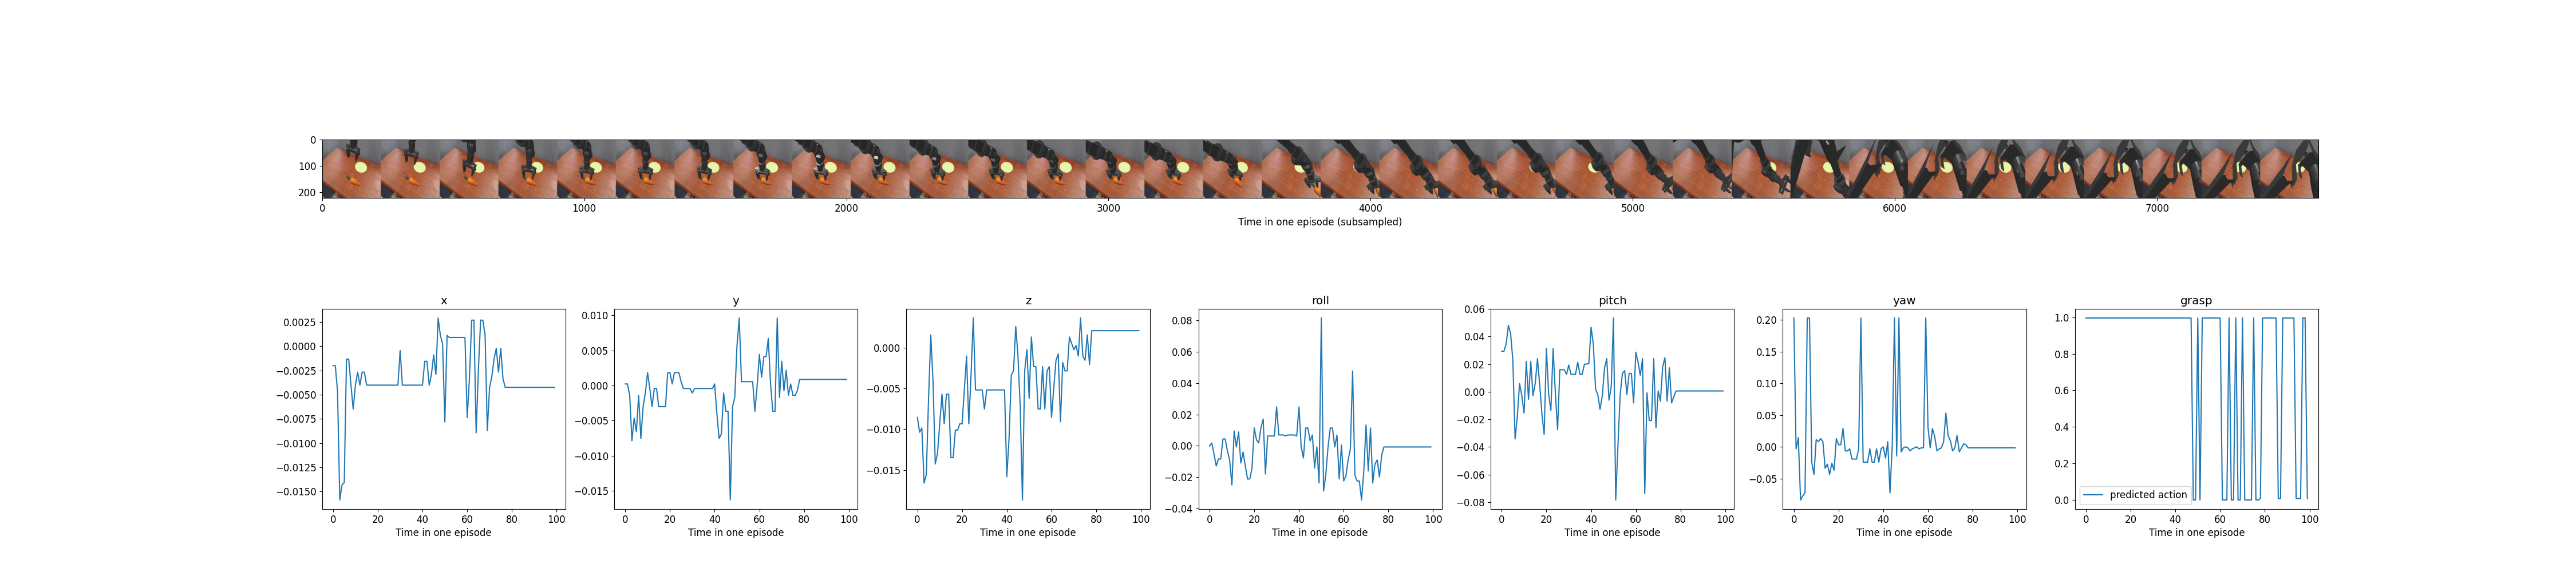 0
100
200
0 1000 2000 3000 4000 5000 6000 7000
Time in one episode (subsampled)
x
0.0025
0.0000
−0.0025
−0.0050
−0.0075
−0.0100
−0.0125
−0.0150
0 20 40 60 80 100
Time in one episode
y
0.010
0.005
0.000
−0.005
−0.010
−0.015
0 20 40 60 80 100
Time in one episode
z
0.000
−0.005
−0.010
−0.015
0 20 40 60 80 100
Time in one episode
roll
0.08
0.06
0.04
0.02
0.00
−0.02
−0.04
0 20 40 60 80 100
Time in one episode
pitch
0.06
0.04
0.02
0.00
−0.02
−0.04
−0.06
−0.08
0 20 40 60 80 100
Time in one episode
yaw
0.20
0.15
0.10
0.05
0.00
−0.05
0 20 40 60 80 100
Time in one episode
grasp
1.0
0.8
0.6
0.4
0.2
0.0
predicted action
0 20 40 60 80 100
Time in one episode